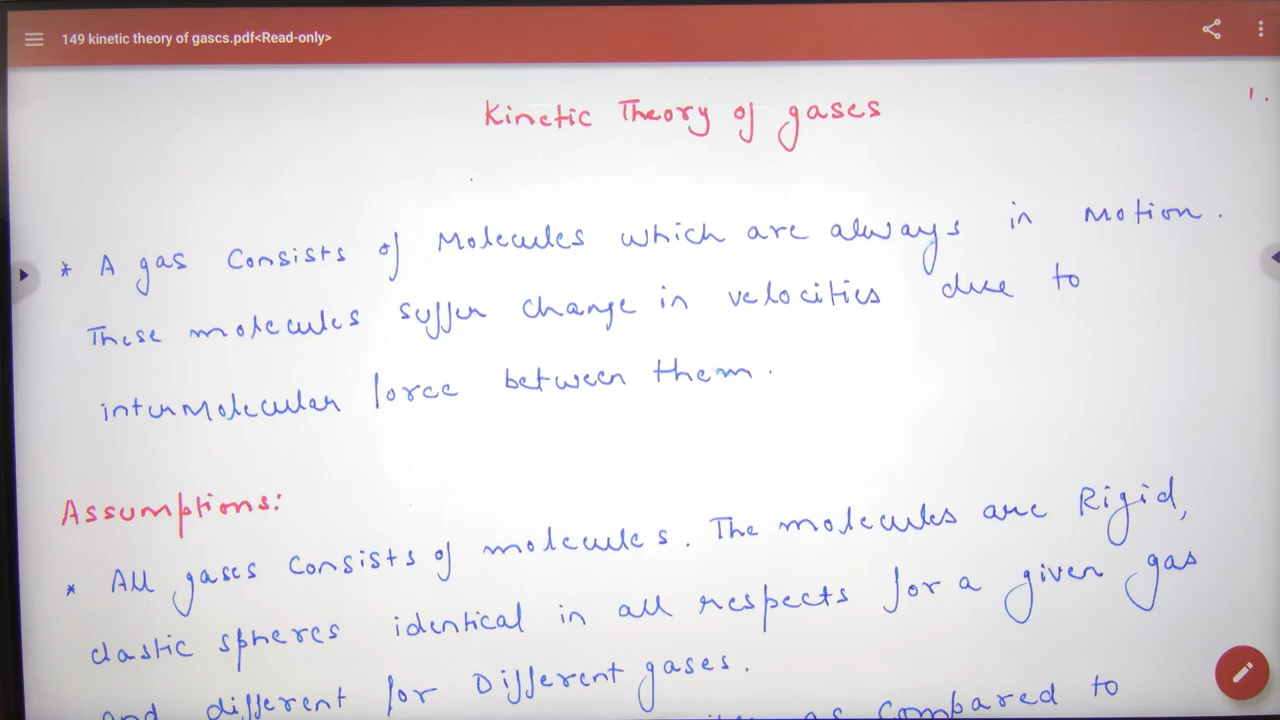 149 kinetic theory of gascs.pdf<Read-only>
Kinetic Theory of gases
1.
* A gas consists of Molecules which are always in motion.
These molecules suffer change in velocities due to
intermolecular force between them.
Assumptions:
* All gases consists of molecules. The molecules are Rigid,
elastic spheres identical in all respects for a given gas
and different for Different gases.
as compared to